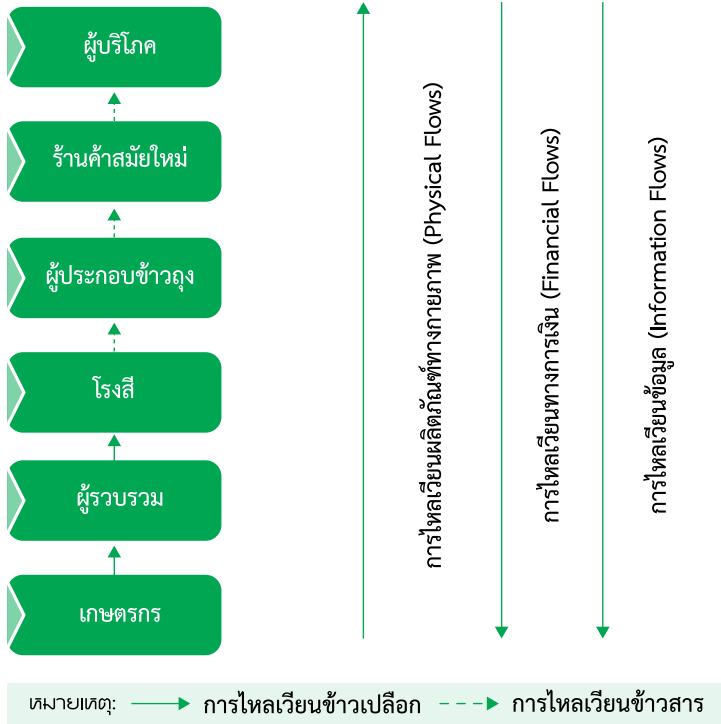 ผู้บริโภค
ร้านค้าสมัยใหม่
ผู้ประกอบข้าวถุง
โรงสี
ผู้รวบรวม
เกษตรกร
การไหลเวียนผลิตภัณฑ์ทางกายภาพ (Physical Flows)
การไหลเวียนทางการเงิน (Financial Flows)
การไหลเวียนข้อมูล (Information Flows)
หมายเหตุ: การไหลเวียนข้าวเปลือก การไหลเวียนข้าวสาร